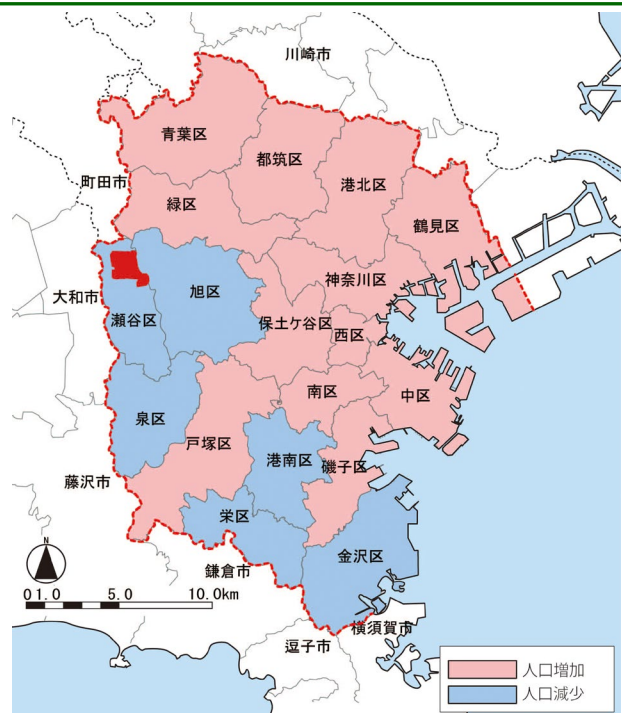 川崎市
青葉区
都筑区
港北区
町田市
緑区
鶴見区
神奈川区
旭区
大和市
瀬谷区
保土ケ谷区
西区
南区
中区
泉区
戸塚区
港南区
磯子区
藤沢市
栄区
金沢区
鎌倉市
N
0 1.0 5.0 10.0km
横須賀市
逗子市
人口増加
人口減少